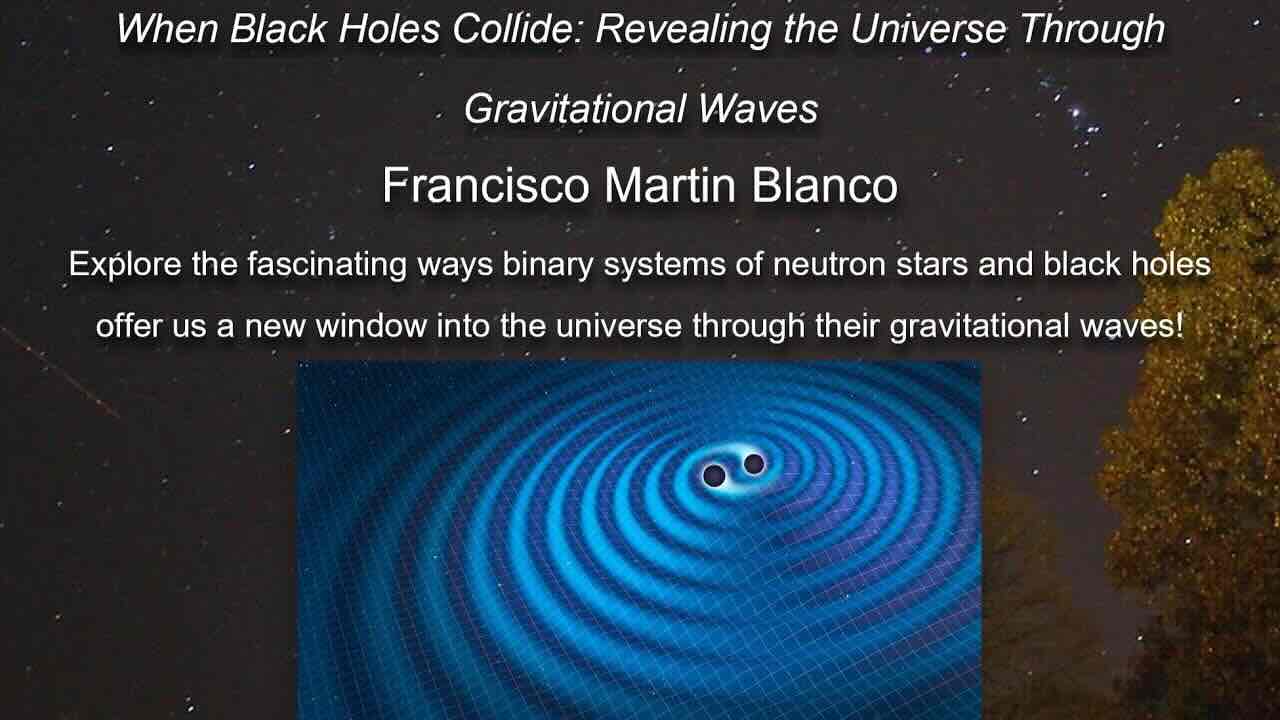 When Black Holes Collide: Revealing the Universe Through
Gravitational Waves
Francisco Martin Blanco
Explore the fascinating ways binary systems of neutron stars and black holes
offer us a new window into the universe through their gravitational waves!